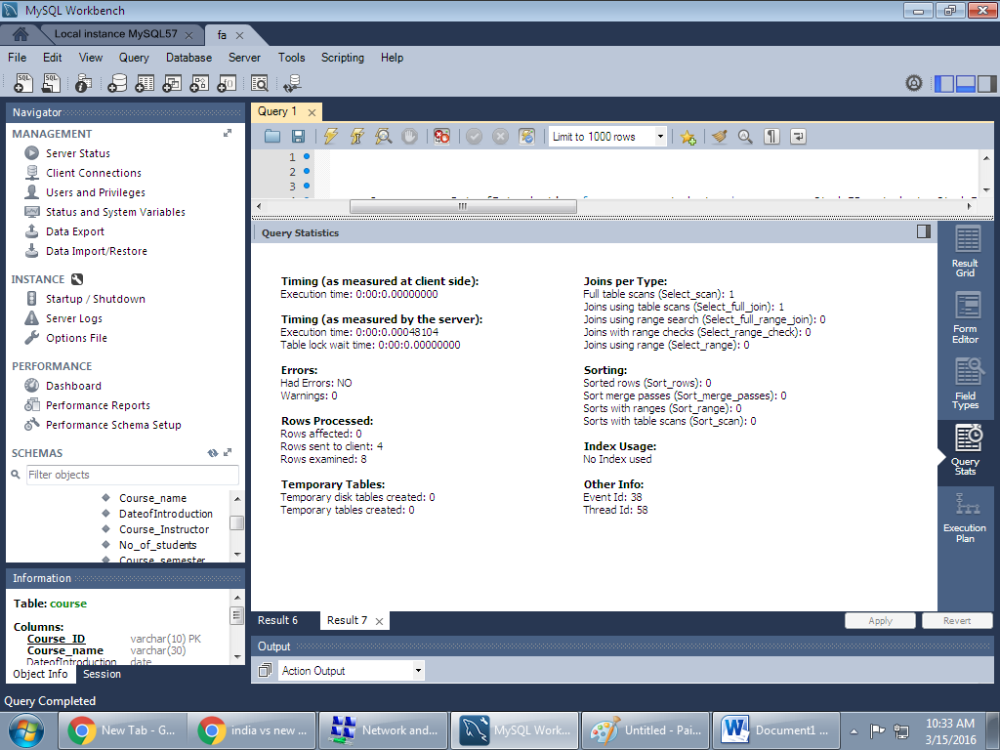 MySQL Workbench
Local instance MySQL57
fa
File Edit View Query Database Server Tools Scripting Help
Navigator
MANAGEMENT
Server Status
Client Connections
Users and Privileges
Status and System Variables
Data Export
Data Import/Restore
INSTANCE
Startup / Shutdown
Server Logs
Options File
PERFORMANCE
Dashboard
Performance Reports
Performance Schema Setup
SCHEMAS
Filter objects
Course_name
DateofIntroduction
Course_Instructor
No_of_students
Course_semester
Information
Table: course
Columns:
Course_ID varchar(10) PK
Course_name varchar(30)
DateofIntroduction date
Object Info Session
Query 1
Limit to 1000 rows
1
2
3
Query Statistics
Timing (as measured at client side):
Execution time: 0:00:0.00000000
Timing (as measured by the server):
Execution time: 0:00:0.00048104
Table lock wait time: 0:00:0.00000000
Errors:
Had Errors: NO
Warnings: 0
Rows Processed:
Rows affected: 0
Rows sent to client: 4
Rows examined: 8
Temporary Tables:
Temporary disk tables created: 0
Temporary tables created: 0
Joins per Type:
Full table scans (Select_scan): 1
Joins using table scans (Select_full_join): 1
Joins using range search (Select_full_range_join): 0
Joins with range checks (Select_range_check): 0
Joins using range (Select_range): 0
Sorting:
Sorted rows (Sort_rows): 0
Sort merge passes (Sort_merge_passes): 0
Sorts with ranges (Sort_range): 0
Sorts with table scans (Sort_scan): 0
Index Usage:
No Index used
Other Info:
Event Id: 38
Thread Id: 58
Result Grid
Form Editor
Field Types
Query Stats
Execution Plan
Result 6
Result 7
Apply
Revert
Output
Action Output
Query Completed
New Tab - G...
india vs new ...
Network and...
MySQL Work...
Untitled - Pai...
Document1 ...
10:33 AM
3/15/2016